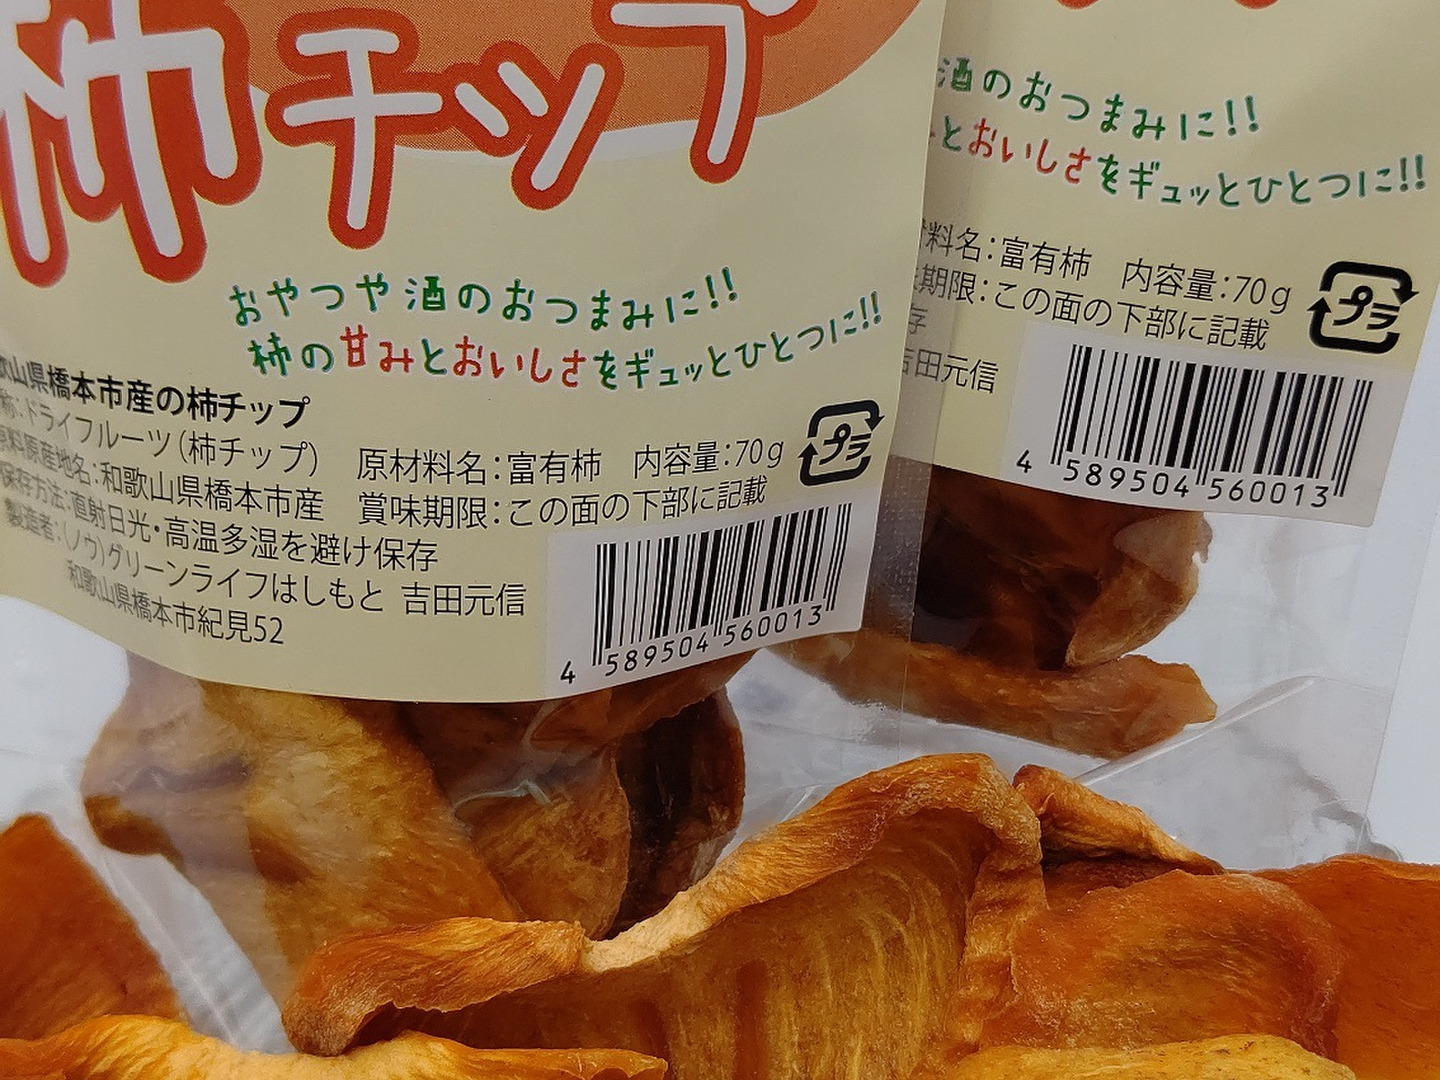 柿チップ
おやつや酒のおつまみに!!
柿の甘みとおいしさをギュッとひとつに!!
歌山県橋本市産の柿チップ
称:ドライフルーツ(柿チップ) 原材料名:富有柿 内容量:70g
原料原産地名:和歌山県橋本市産 賞味期限:この面の下部に記載
保存方法:直射日光・高温多湿を避け保存
製造者:(ノウ)グリーンライフはしもと 吉田元信
和歌山県橋本市紀見52
プラ
4 589504 560013
酒のおつまみに!!
とおいしさをギュッとひとつに!!
料名:富有柿 内容量:70g
期限:この面の下部に記載
存
吉田元信
プラ
4 589504 560013